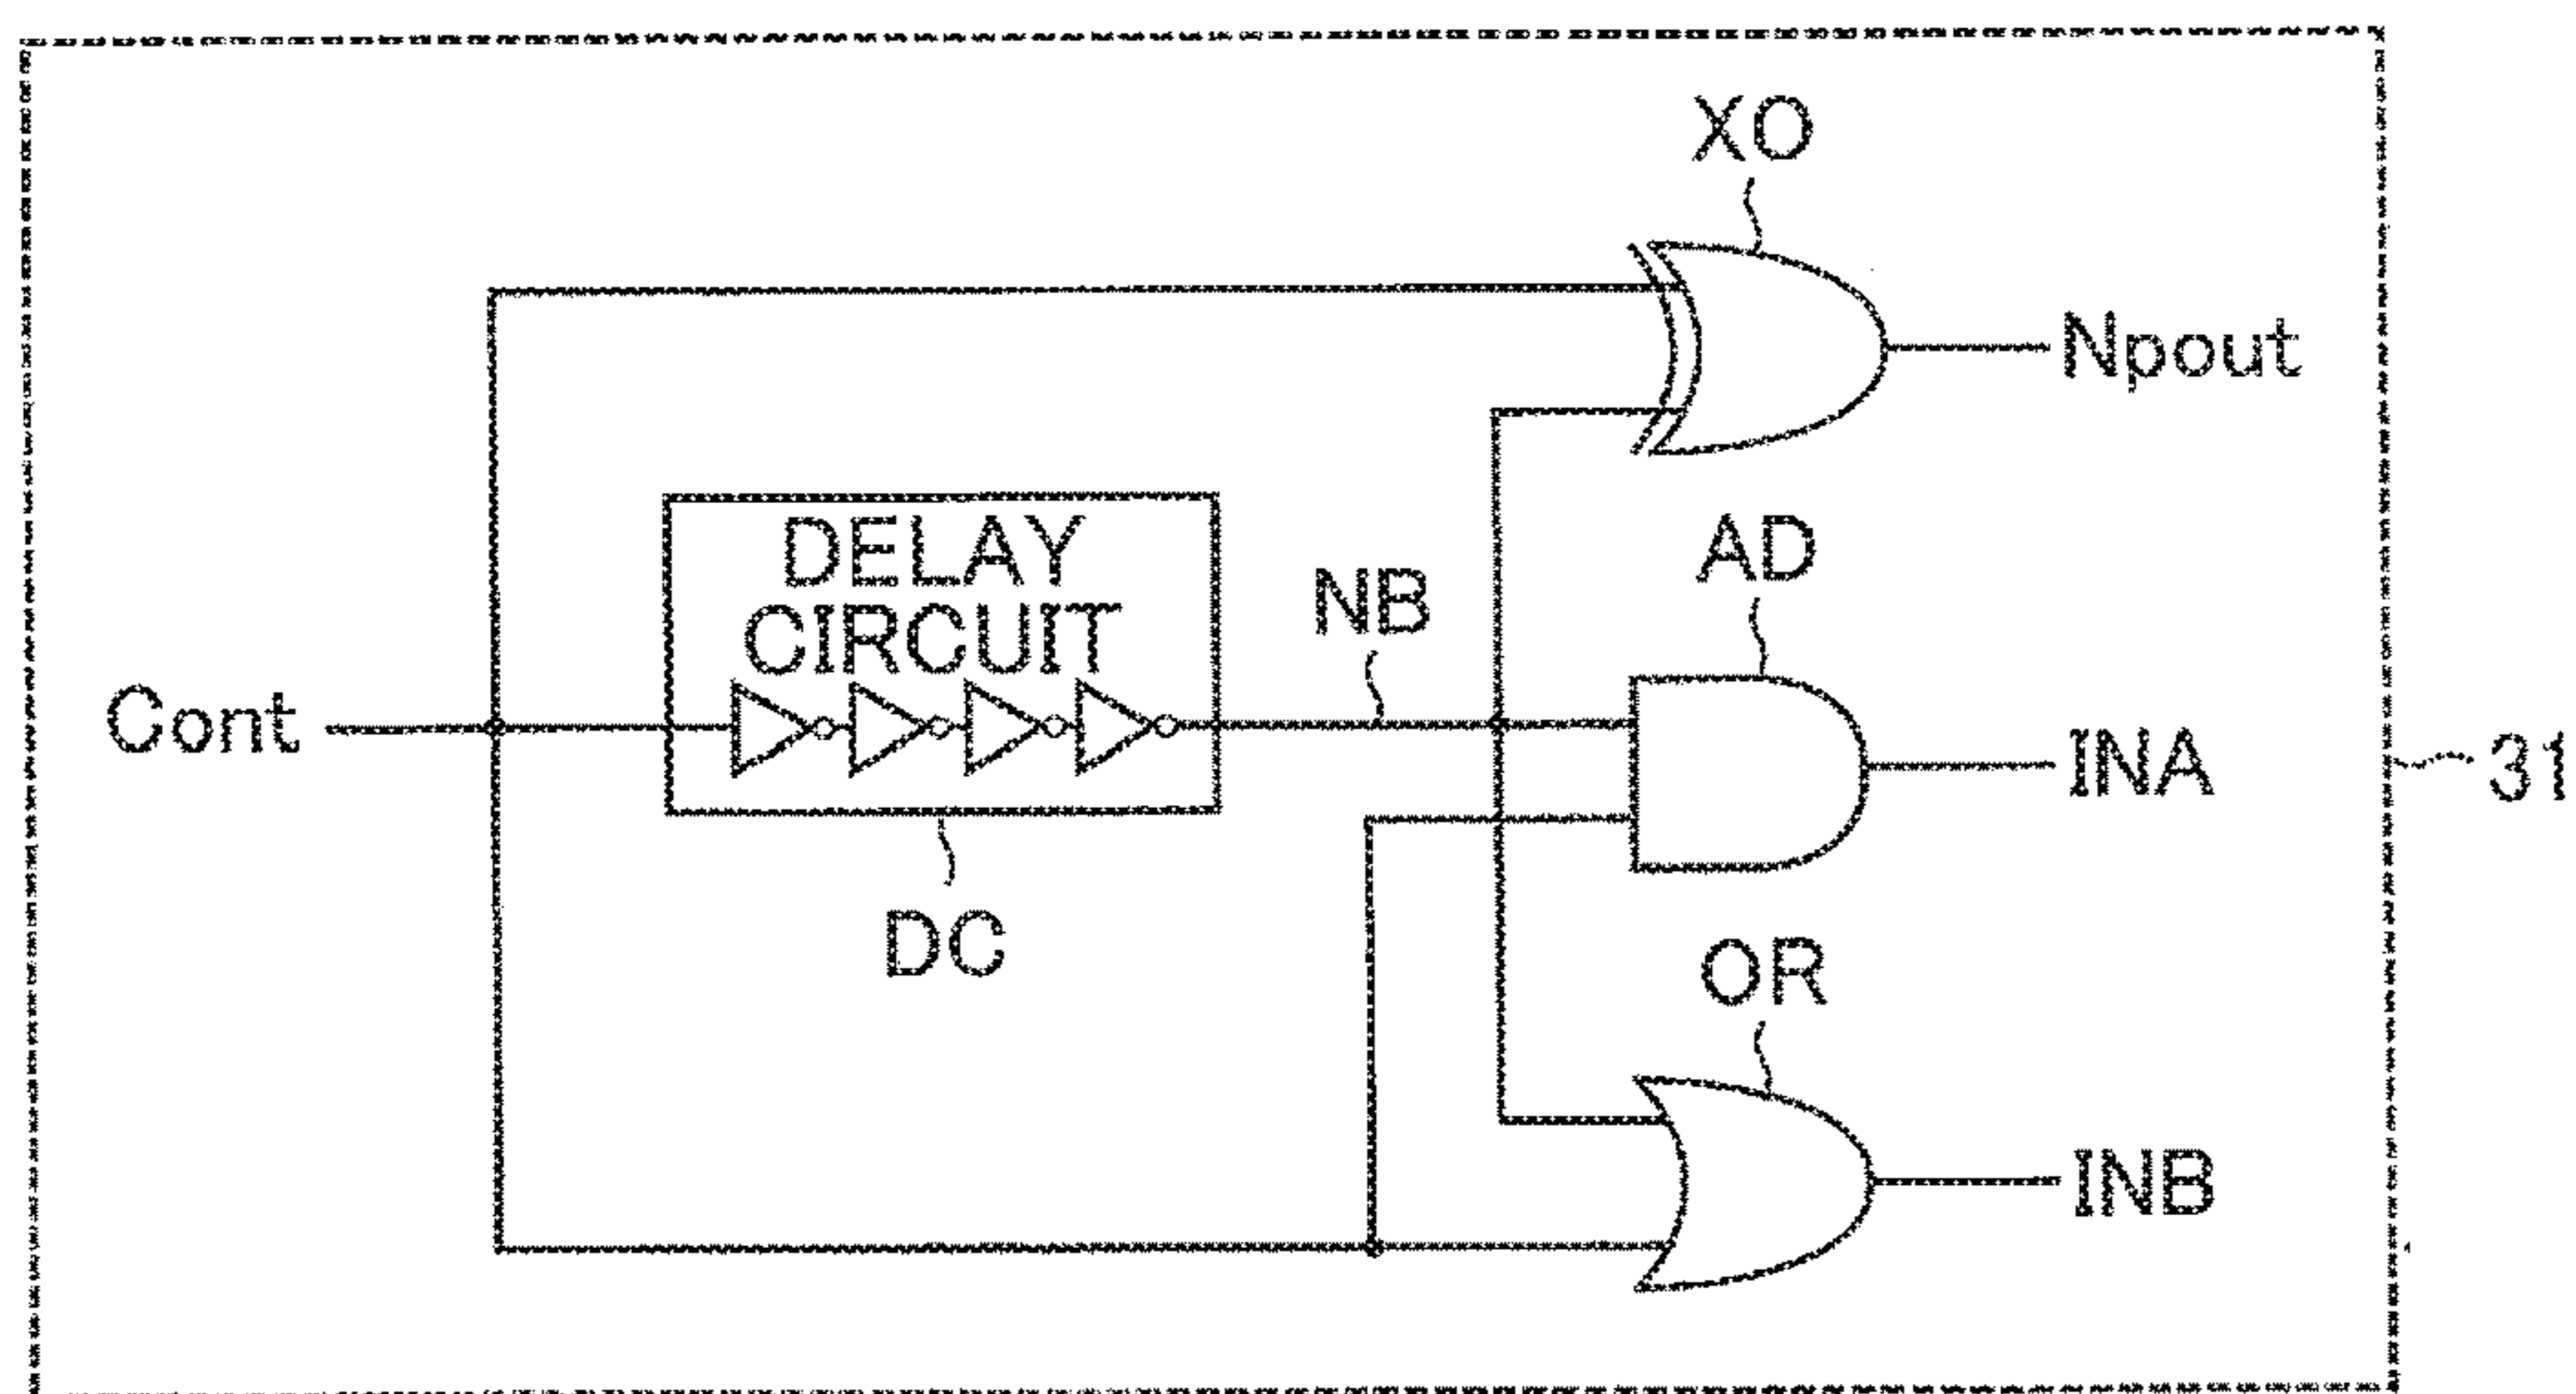 XO
Npout
DELAY
CIRCUIT
NB
AD
Cont
INA
31
DC
OR
INB